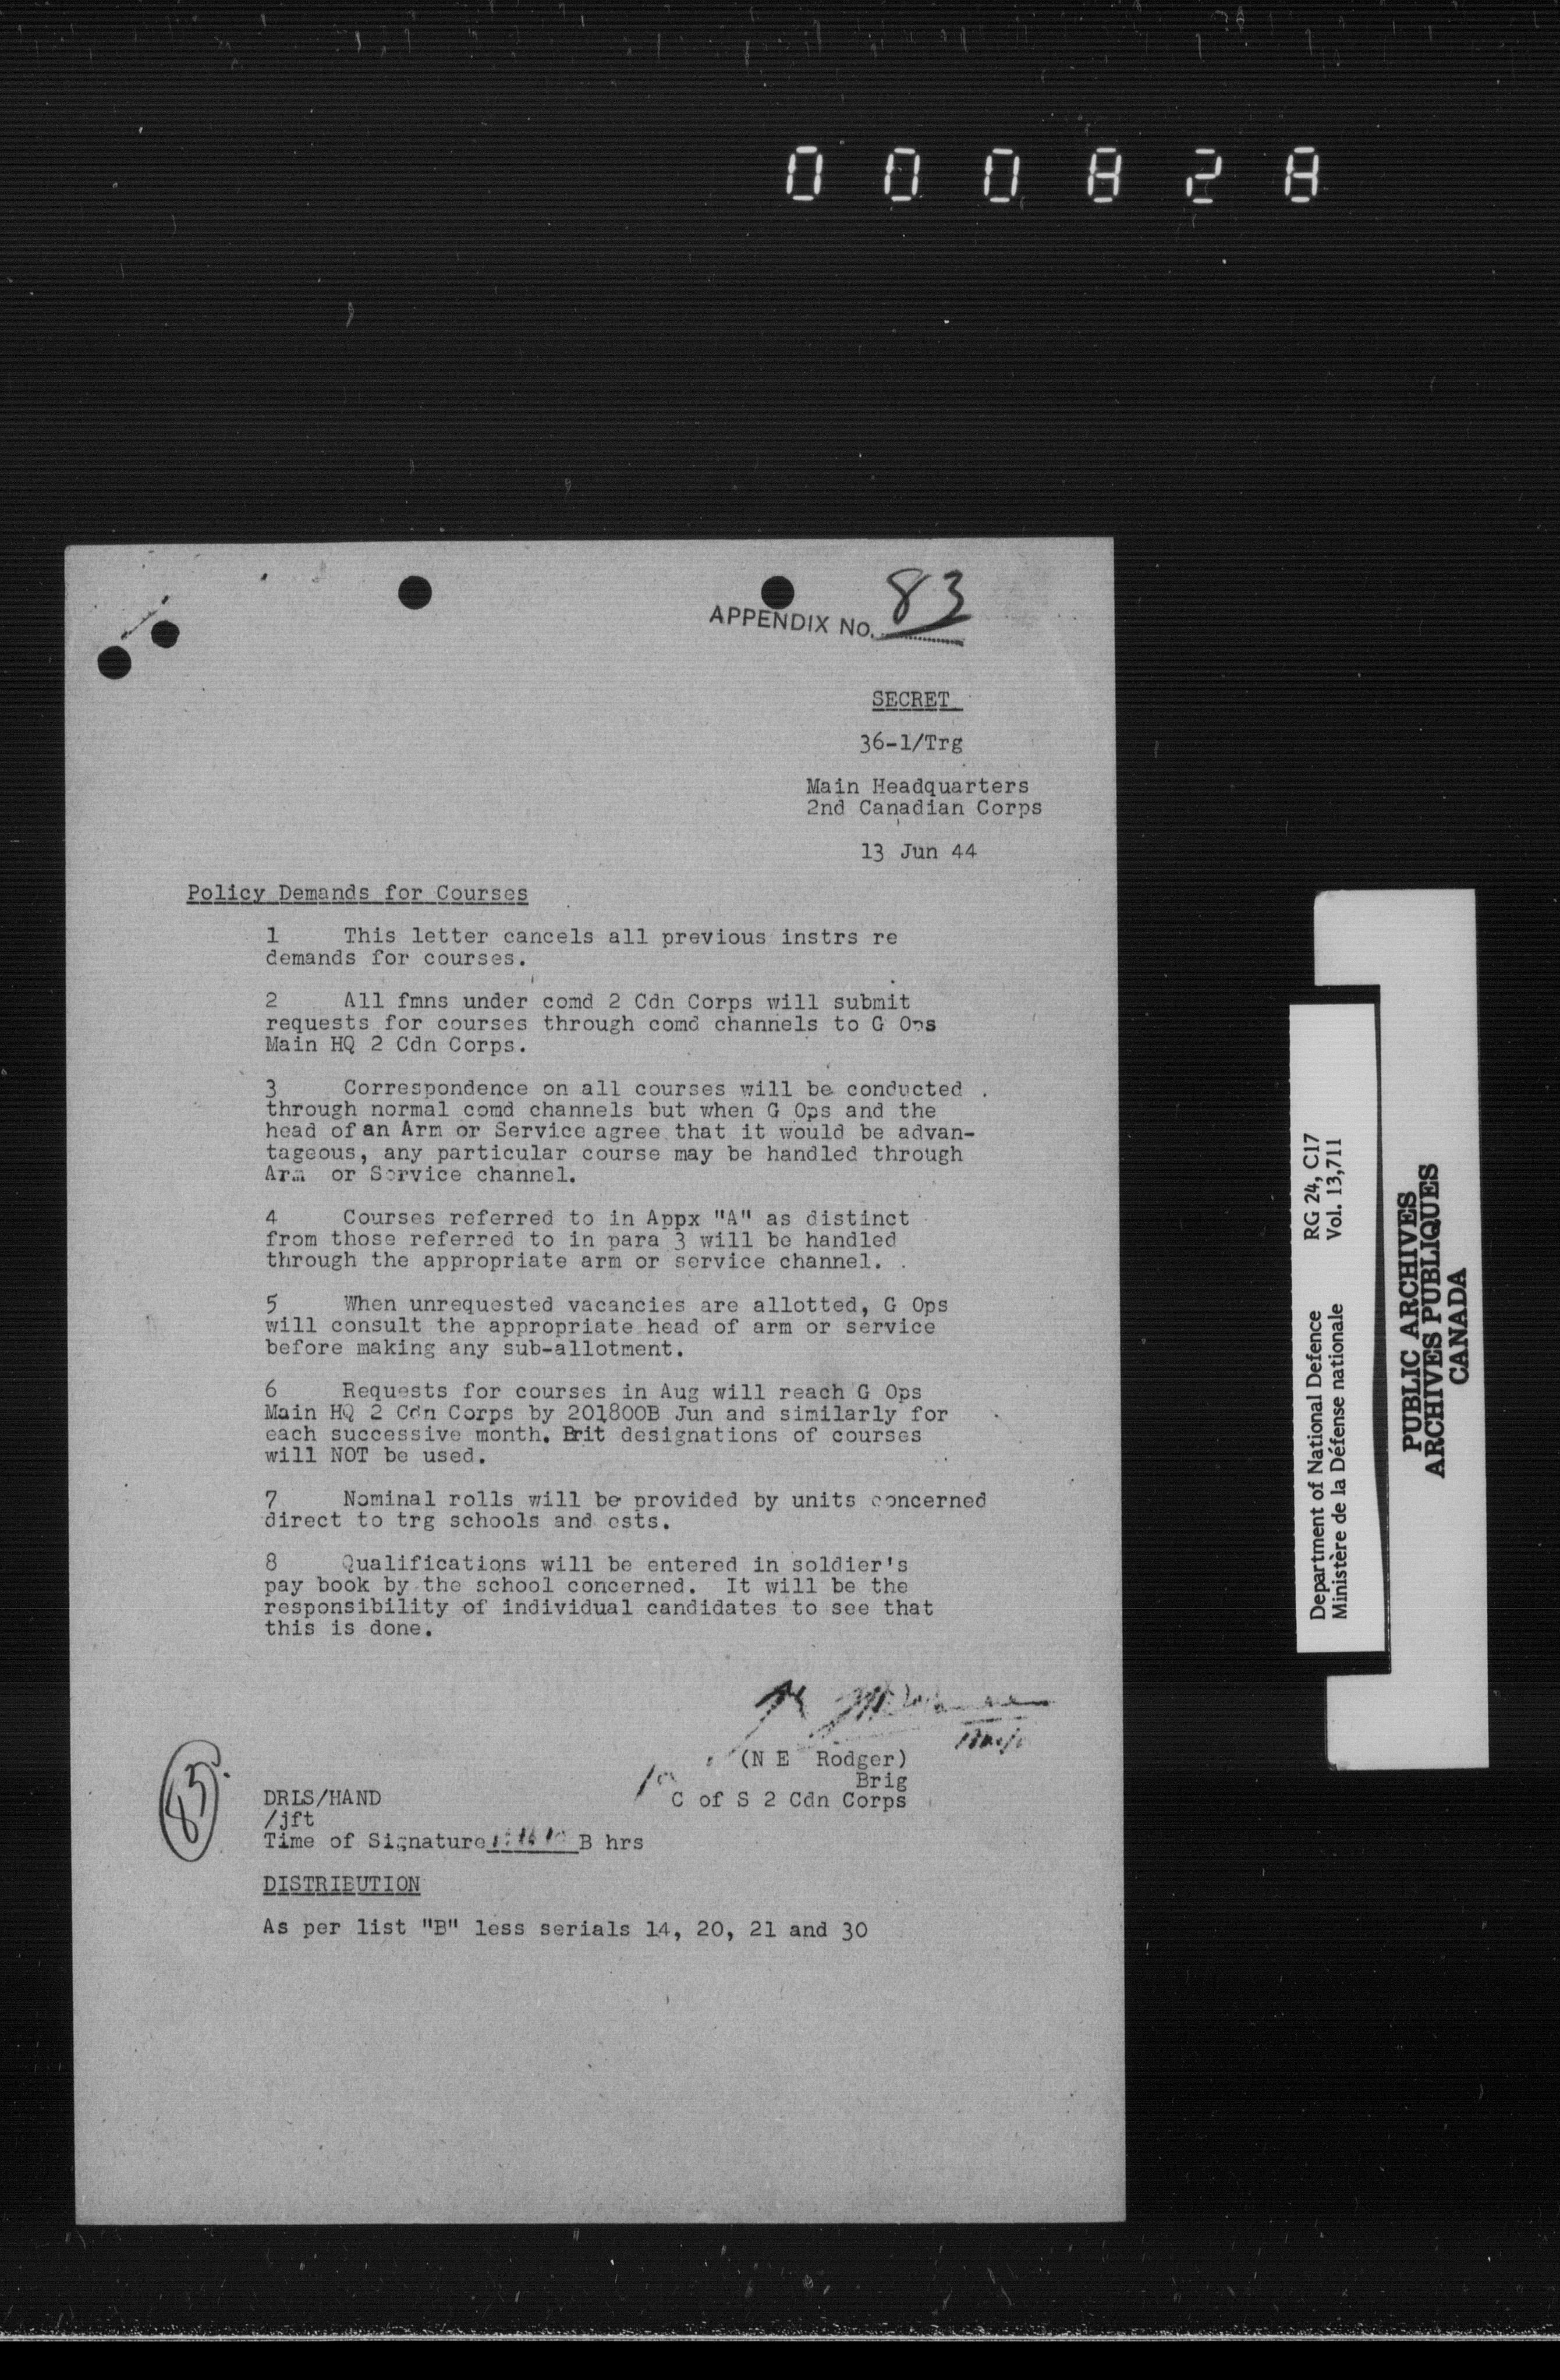 000828
APPENDIX No. 83
SECRET
36-1/Trg
Main Headquarters
2nd Canadian Corps
13 Jun 44
Policy Demands for Courses
1 This letter cancels all previous instrs re
demands for courses.
2 All fmns under comd 2 Cdn Corps will submit
requests for courses through comd channels to G Ops
Main HQ 2 Cdn Corps.
3 Correspondence on all courses will be conducted
through normal comd channels but when G Ops and the
head of an Arm or Service agree that it would be advan-
tageous, any particular course may be handled through
Arm or Service channel.
4 Courses referred to in Appx "A" as distinct
from those referred to in para 3 will be handled
through the appropriate arm or service channel.
5 When unrequested vacancies are allotted, G Ops
will consult the appropriate head of arm or service
before making any sub-allotment.
6 Requests for courses in Aug will reach G Ops
Main HQ 2 Cdn Corps by 201800B Jun and similarly for
each successive month. Brit designations of courses
will NOT be used.
7 Nominal rolls will be provided by units concerned
direct to trg schools and ests.
8 Qualifications will be entered in soldier's
pay book by the school concerned. It will be the
responsibility of individual candidates to see that
this is done.
(N E Rodger)
Brig
C of S 2 Cdn Corps
83
DRLS/HAND
/jft
Time of Signature B hrs
DISTRIBUTION
As per list "B" less serials 14, 20, 21 and 30
Department of National Defence RG 24, C17
Ministère de la Défense nationale Vol. 13,711
PUBLIC ARCHIVES
ARCHIVES PUBLIQUES
CANADA